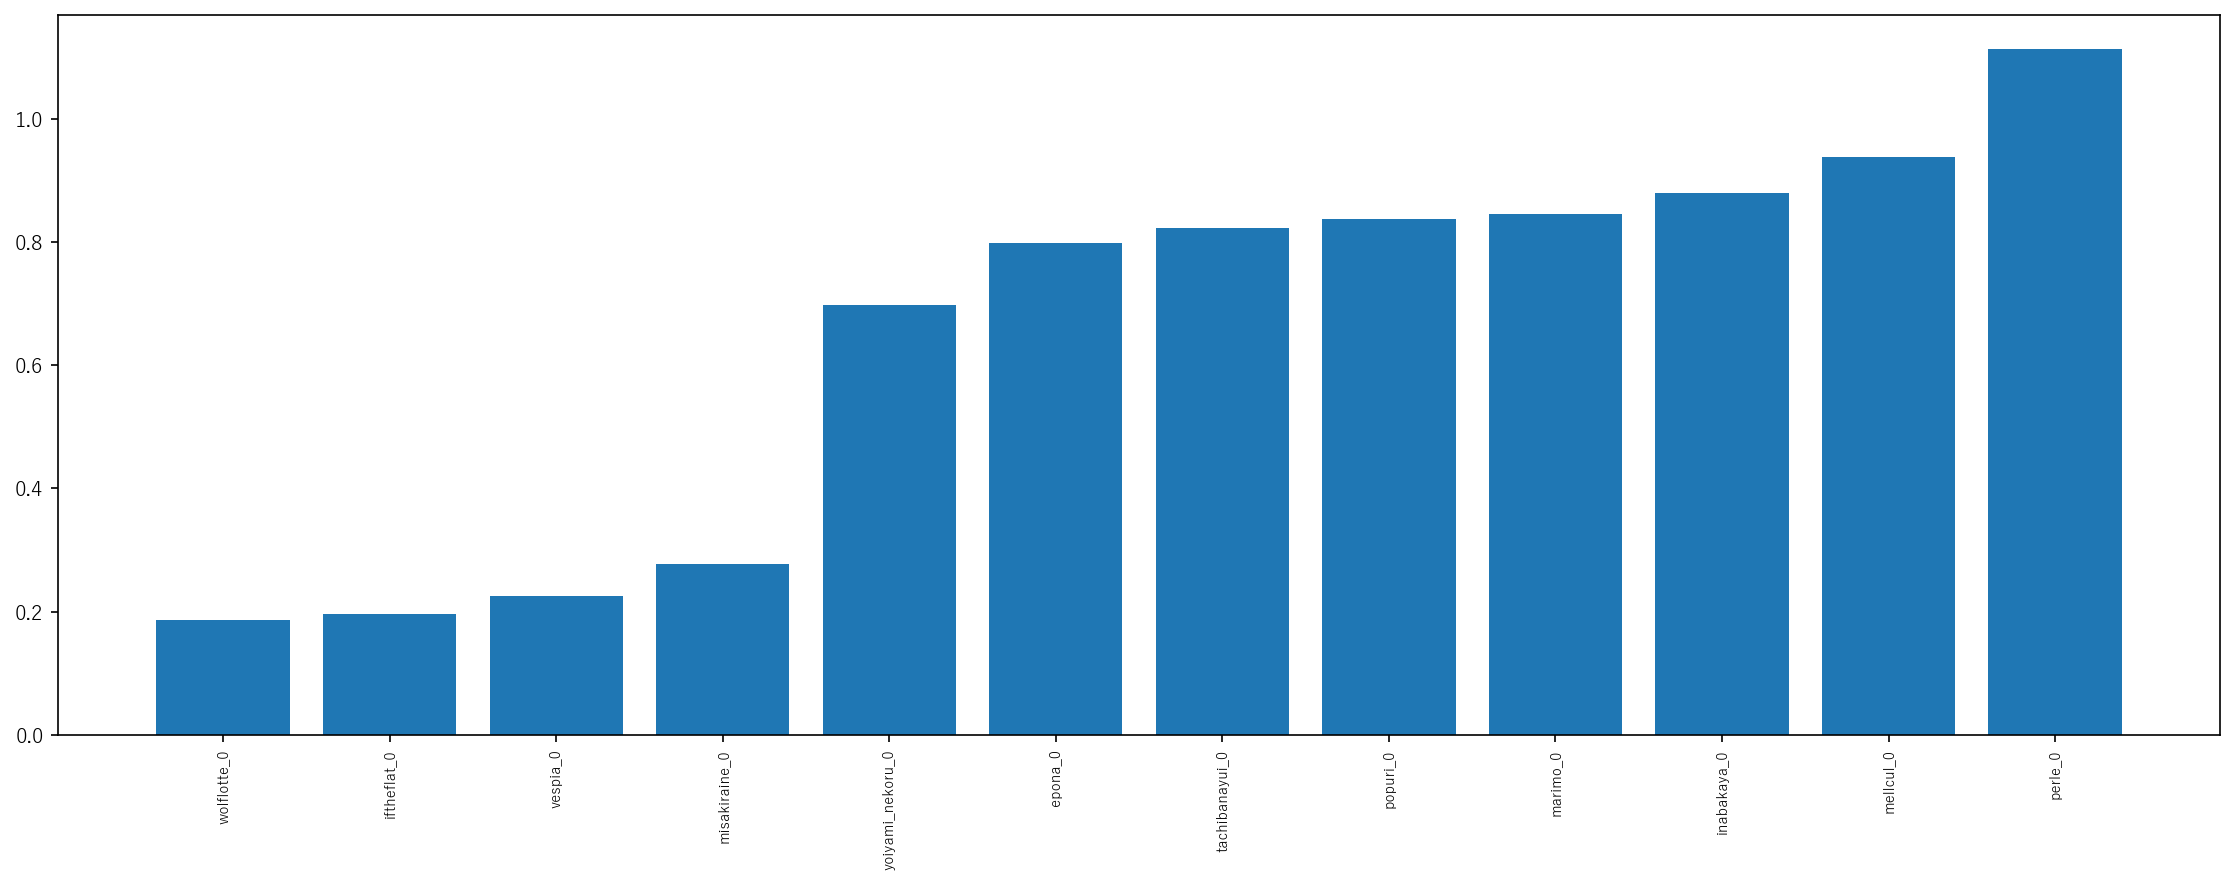 1.0
0.8
0.6
0.4
0.2
0.0
wolflotte_0
iftheflat_0
vespia_0
misakiraine_0
yoiyami_nekoru_0
epona_0
tachibanayui_0
popuri_0
marimo_0
inabakaya_0
mellcul_0
perle_0